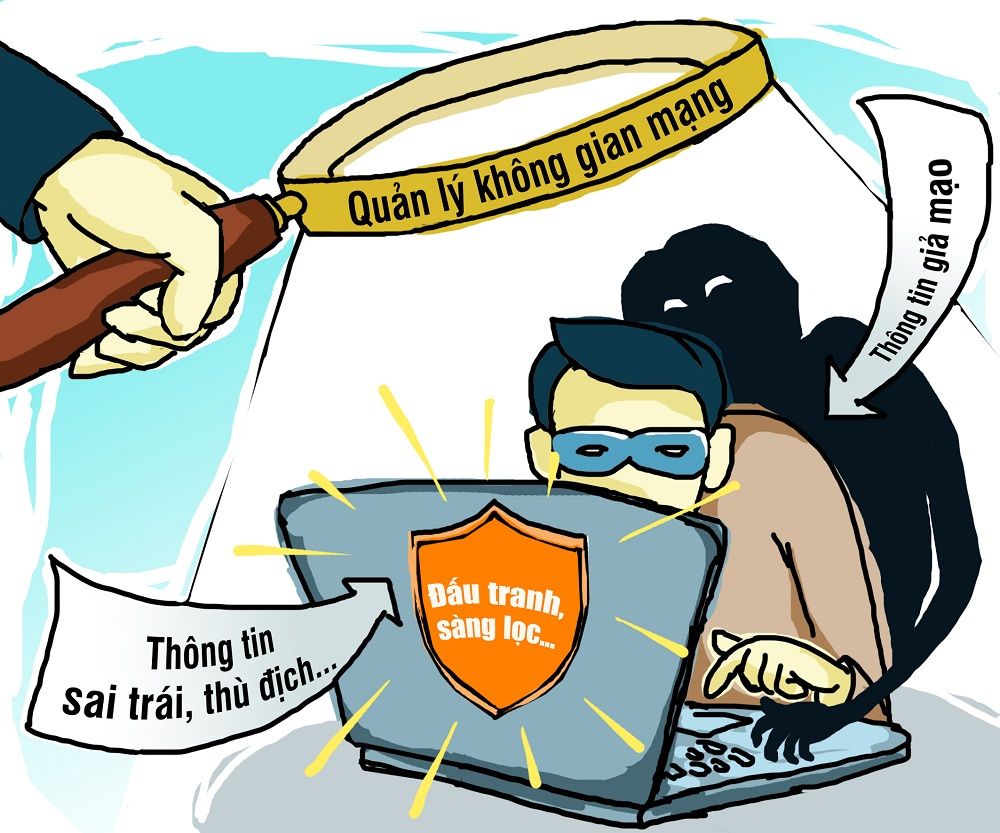 Quản lý không gian mạng
Thông tin giả mạo
Đấu tranh,
sàng lọc...
Thông tin
sai trái, thù địch...